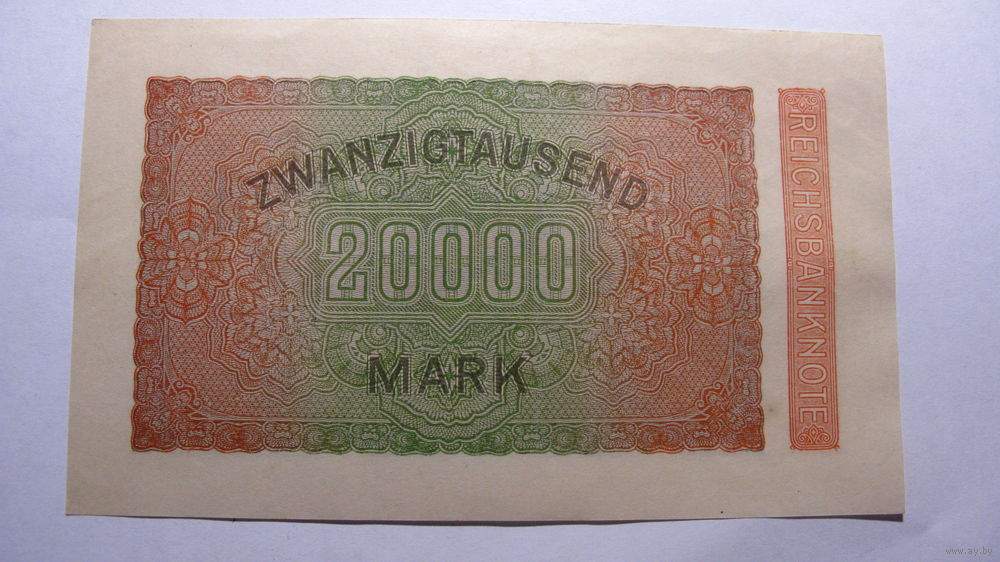 ZWANZIGTAUSEND
20000
MARK
REICHSBANKNOTE
www.ay.by